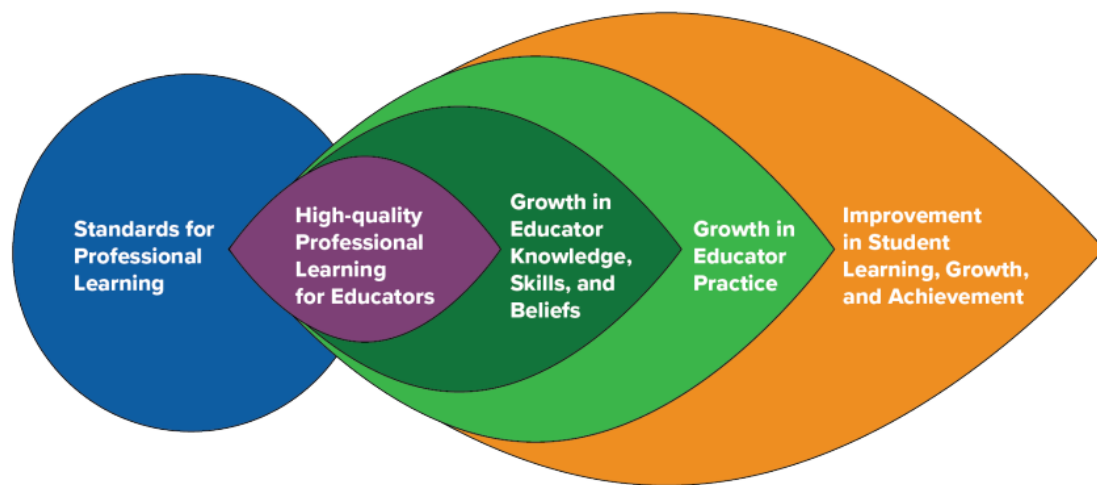 Standards for
Professional
Learning
High-quality
Professional
Learning
for Educators
Growth in
Educator
Knowledge,
Skills, and
Beliefs
Growth in
Educator
Practice
Improvement
in Student
Learning, Growth,
and Achievement